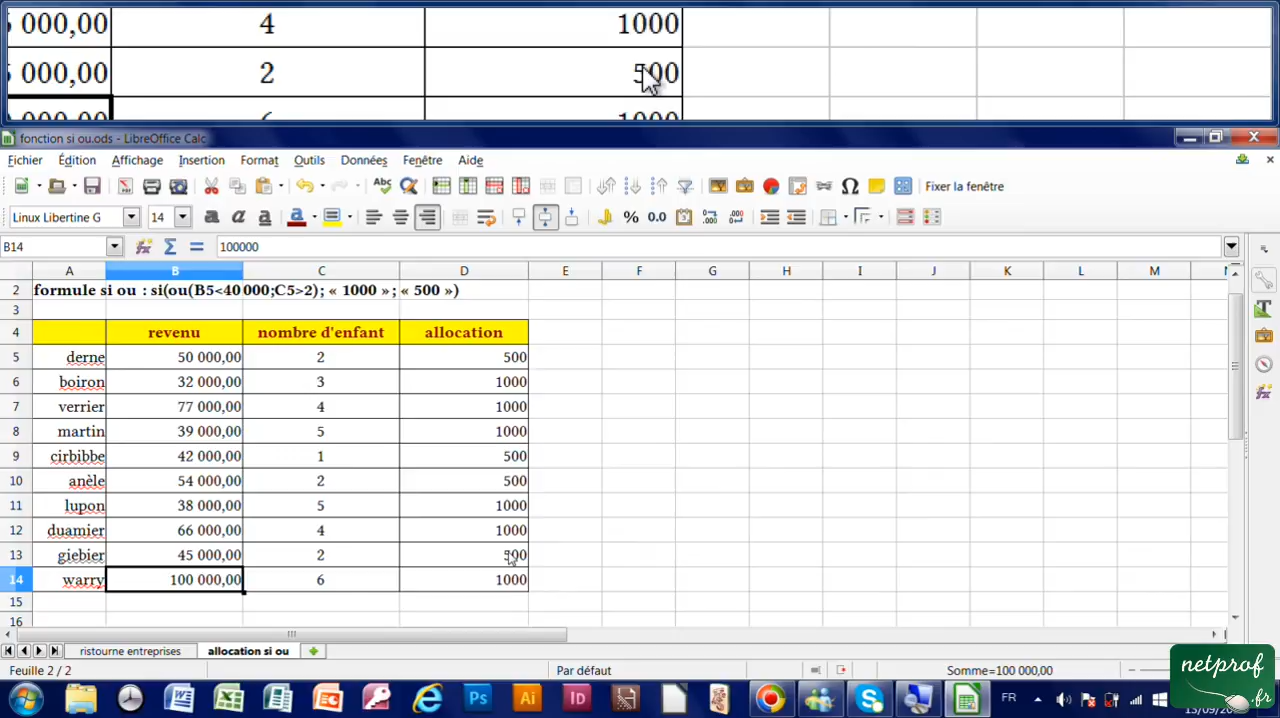 000,00 4 1000
000,00 2 500
fonction si ou.ods - LibreOffice Calc
Fichier Édition Affichage Insertion Format Outils Données Fenêtre Aide
Fixer la fenêtre
Linux Libertine G 14
B14 100000
A B C D E F G H I J K L M
2 formule si ou : si(ou(B5<40 000;C5>2); « 1000 »; « 500 »)
3
4 revenu nombre d'enfant allocation
5 derne 50 000,00 2 500
6 boiron 32 000,00 3 1000
7 verrier 77 000,00 4 1000
8 martin 39 000,00 5 1000
9 cirbibbe 42 000,00 1 500
10 anèle 54 000,00 2 500
11 lupon 38 000,00 5 1000
12 duamier 66 000,00 4 1000
13 giebier 45 000,00 2 500
14 warry 100 000,00 6 1000
15
16
ristourne entreprises allocation si ou
Feuille 2 / 2 Par défaut Somme=100 000,00
FR
netprof
.fr